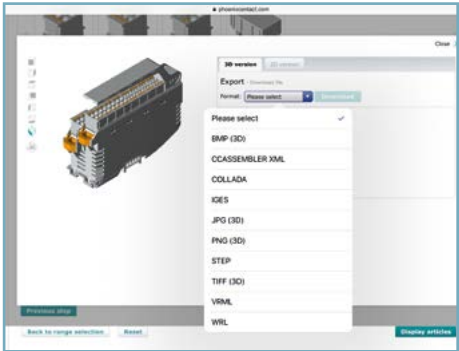 phoenixcontact.com
Close
3D version
2D version
Export - Download file
Format: Please select
Download
Please select
BMP (3D)
CCASSEMBLER XML
COLLADA
IGES
JPG (3D)
PNG (3D)
STEP
TIFF (3D)
VRML
WRL
Previous step
Back to range selection
Reset
Display articles